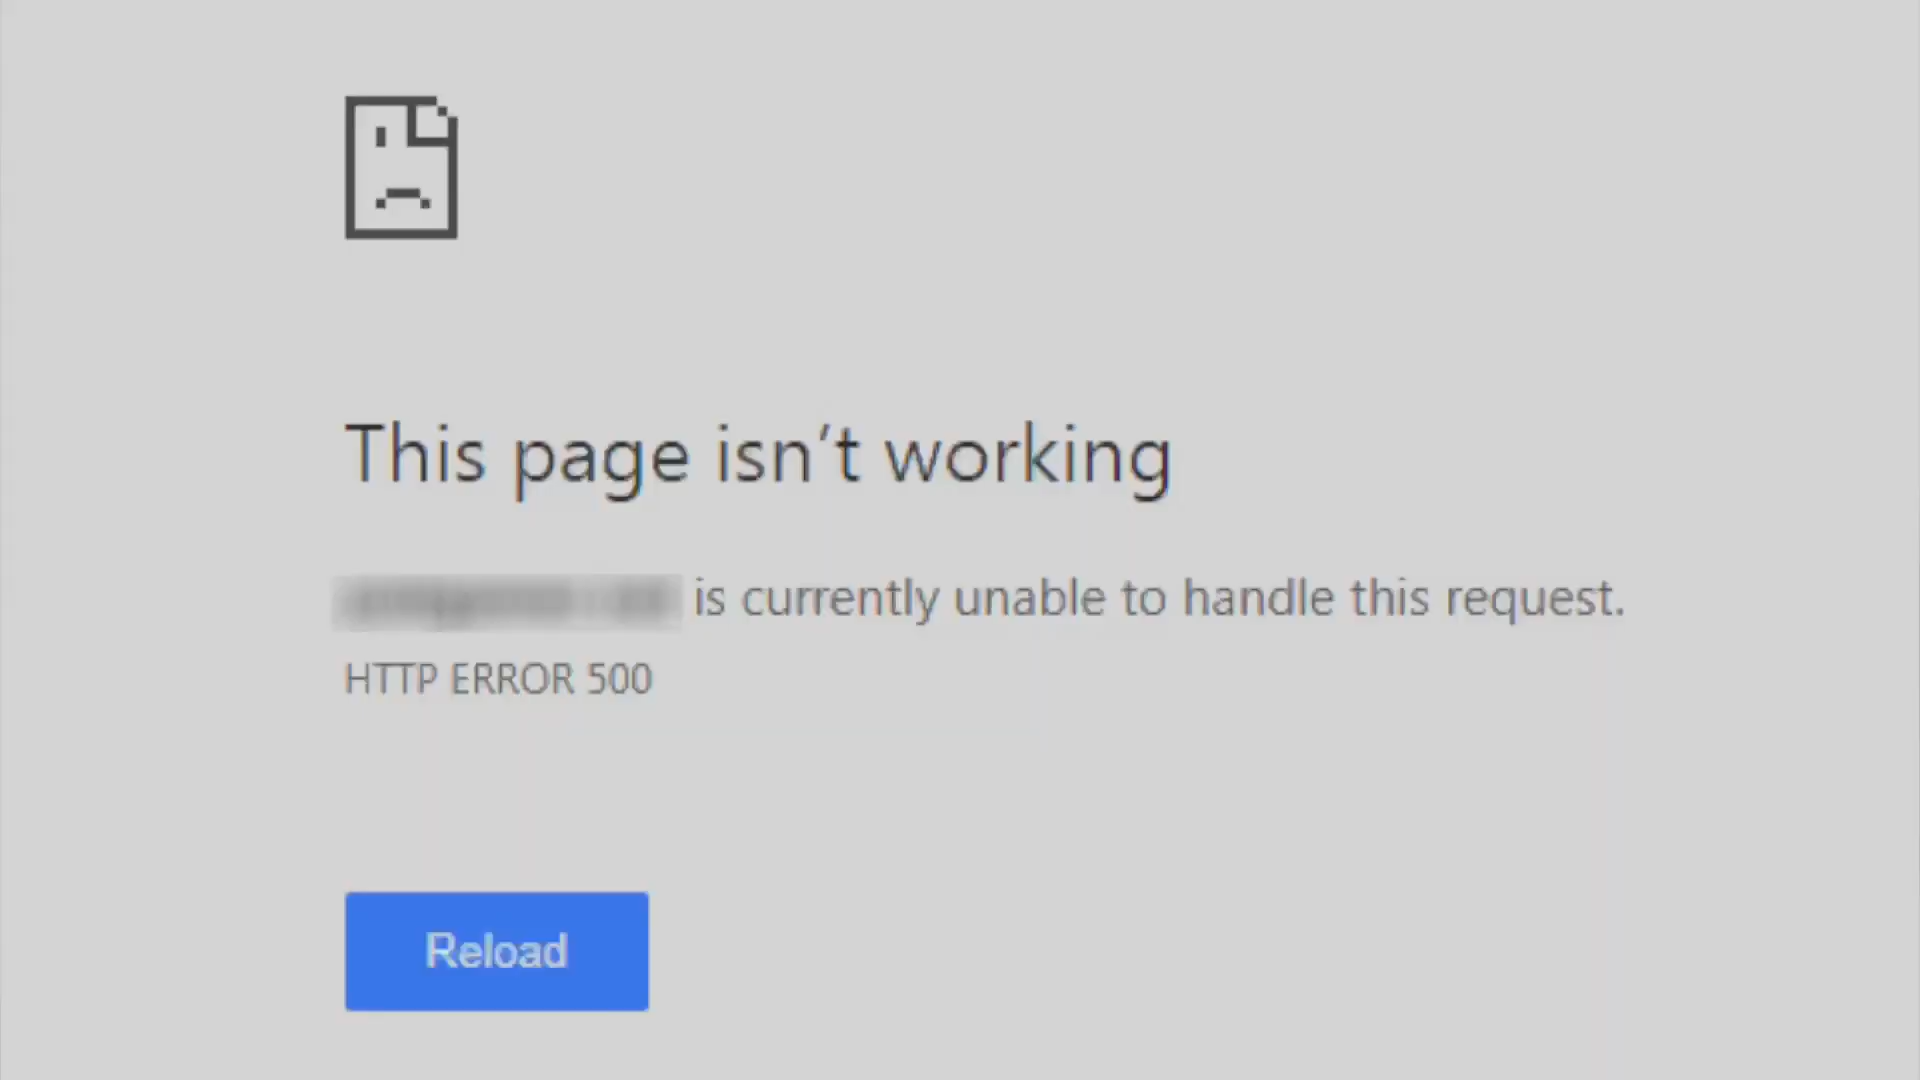 This page isn’t working
is currently unable to handle this request.
HTTP ERROR 500
Reload